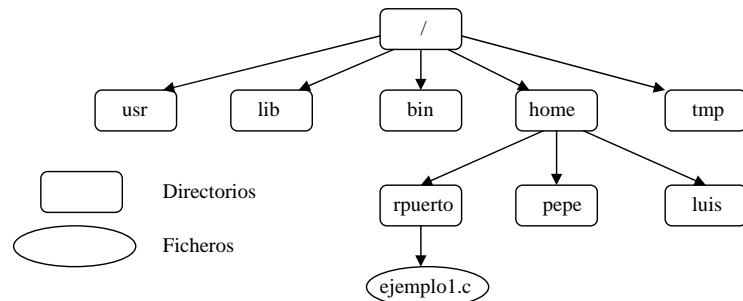 /
usr lib bin home tmp
Directorios rpuerto pepe luis
Ficheros
ejemplo1.c